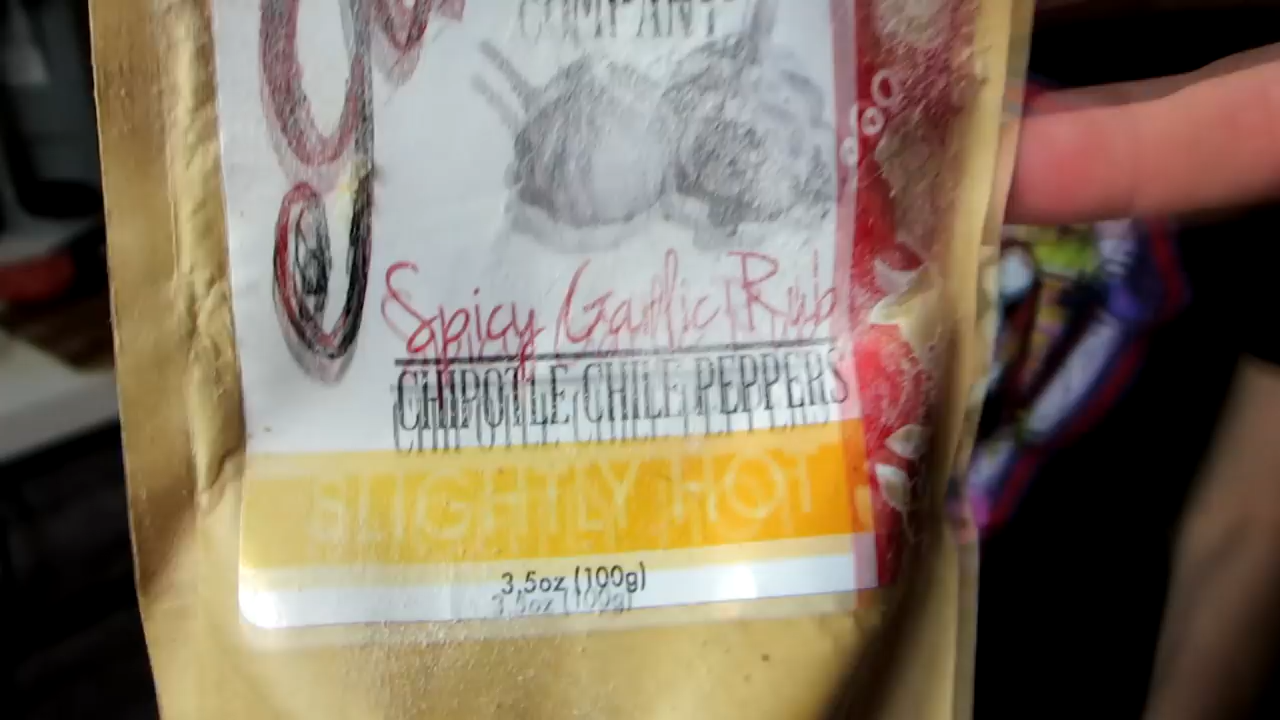 COMPANY
Spicy Garlic Rub
CHIPOTLE CHILE PEPPERS
SLIGHTLY HOT
3.5oz (100g)